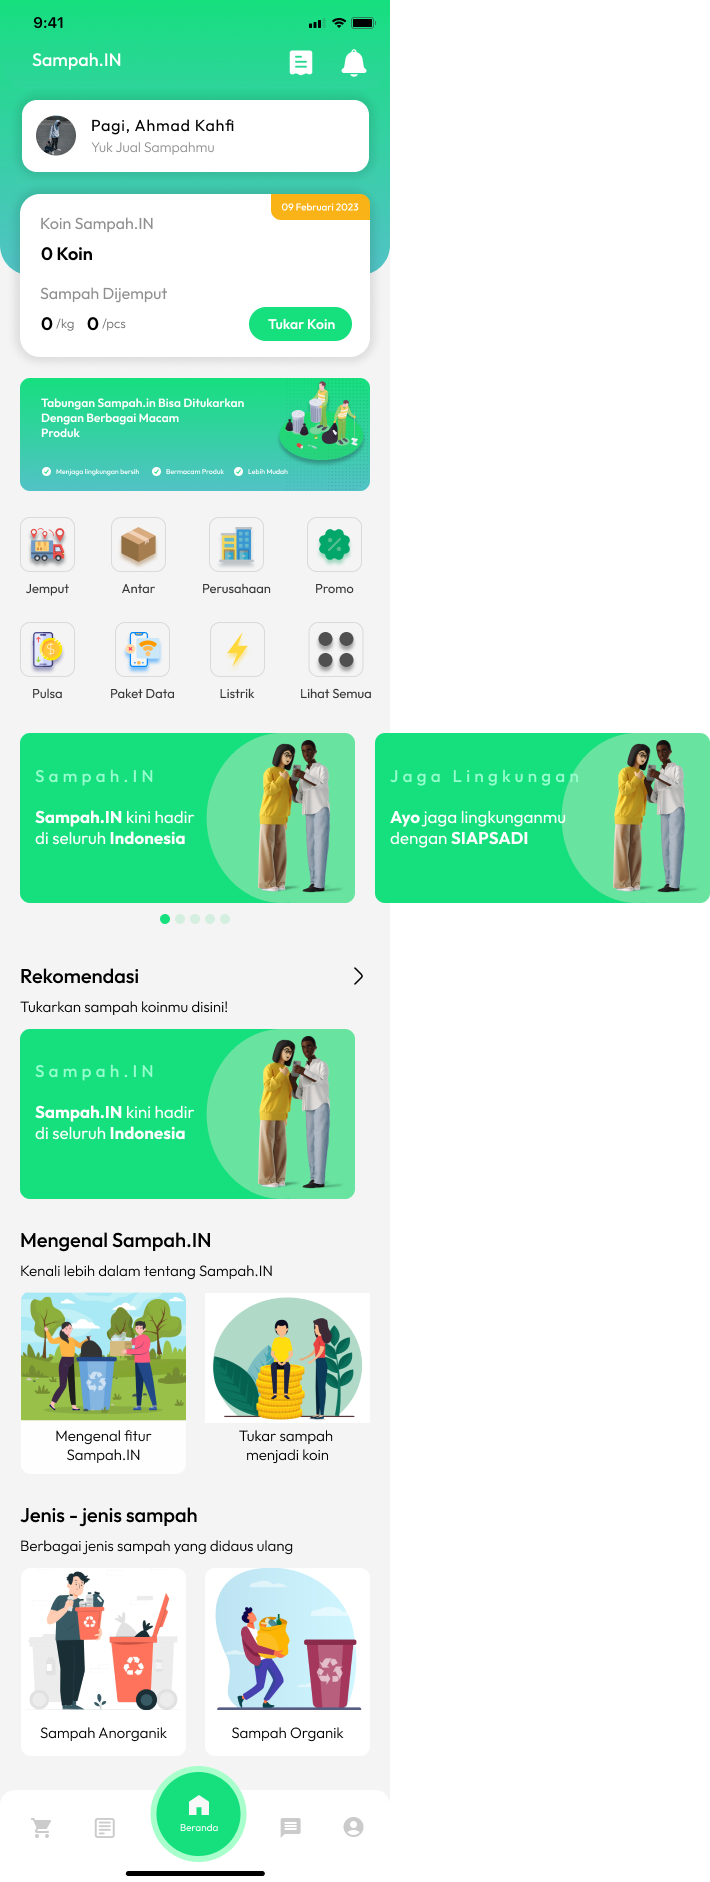 9:41
Sampah.IN
Pagi, Ahmad Kahfi
Yuk Jual Sampahmu
09 Februari 2023
Koin Sampah.IN
0 Koin
Sampah Dijemput
0 /kg 0 /pcs
Tukar Koin
Tabungan Sampah.in Bisa Ditukarkan
Dengan Berbagai Macam
Produk
Menjaga lingkungan bersih Bermacam Produk Lebih Mudah
Jemput Antar Perusahaan Promo
Pulsa Paket Data Listrik Lihat Semua
Sampah.IN
Sampah.IN kini hadir
di seluruh Indonesia
Jaga Lingkungan
Ayo jaga lingkunganmu
dengan SIAPSADI
Rekomendasi
Tukarkan sampah koinmu disini!
Sampah.IN
Sampah.IN kini hadir
di seluruh Indonesia
Mengenal Sampah.IN
Kenali lebih dalam tentang Sampah.IN
Mengenal fitur
Sampah.IN
Tukar sampah
menjadi koin
Jenis - jenis sampah
Berbagai jenis sampah yang didaus ulang
Sampah Anorganik
Sampah Organik
Beranda